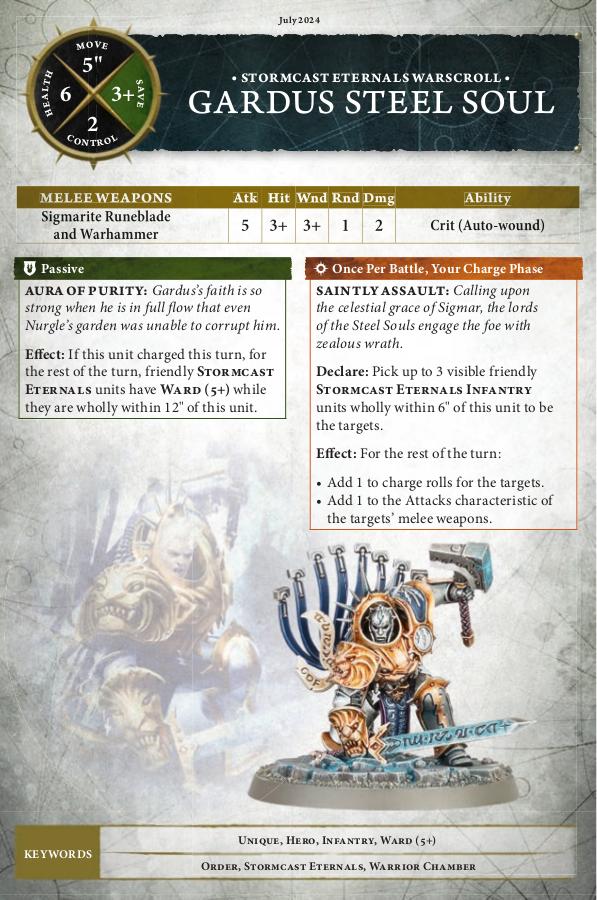 July 2024
MOVE
5"
HEALTH
6
3+
SAVE
2
CONTROL
• STORMCAST ETERNALS WARSCROLL •
GARDUS STEEL SOUL
MELEE WEAPONS Atk Hit Wnd Rnd Dmg Ability
Sigmarite Runeblade
and Warhammer 5 3+ 3+ 1 2 Crit (Auto-wound)
Passive
AURA OF PURITY: Gardus's faith is so
strong when he is in full flow that even
Nurgle's garden was unable to corrupt him.
Effect: If this unit charged this turn, for
the rest of the turn, friendly STORMCAST
ETERNALS units have WARD (5+) while
they are wholly within 12" of this unit.
Once Per Battle, Your Charge Phase
SAINTLY ASSAULT: Calling upon
the celestial grace of Sigmar, the lords
of the Steel Souls engage the foe with
zealous wrath.
Declare: Pick up to 3 visible friendly
STORMCAST ETERNALS INFANTRY
units wholly within 6" of this unit to be
the targets.
Effect: For the rest of the turn:
• Add 1 to charge rolls for the targets.
• Add 1 to the Attacks characteristic of
the targets' melee weapons.
KEYWORDS
UNIQUE, HERO, INFANTRY, WARD (5+)
ORDER, STORMCAST ETERNALS, WARRIOR CHAMBER